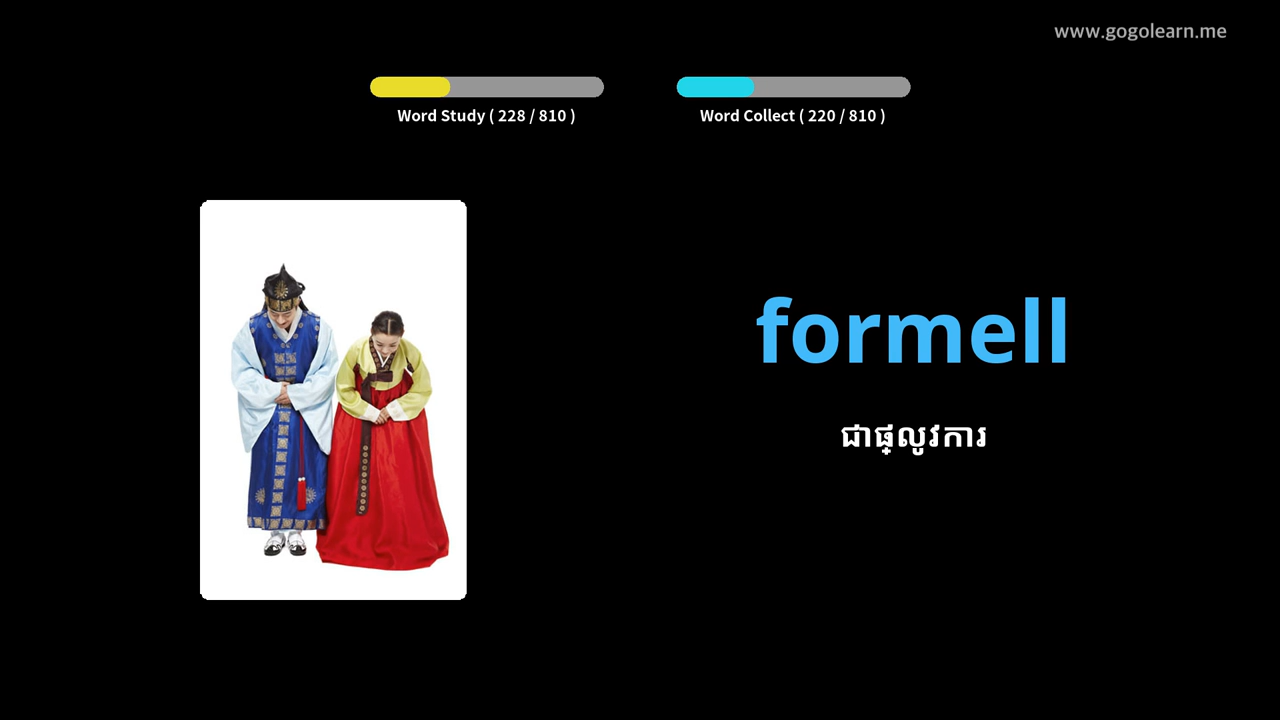 www.gogolearn.me
Word Study ( 228 / 810 )
Word Collect ( 220 / 810 )
formell
ជាផ្លូវការ